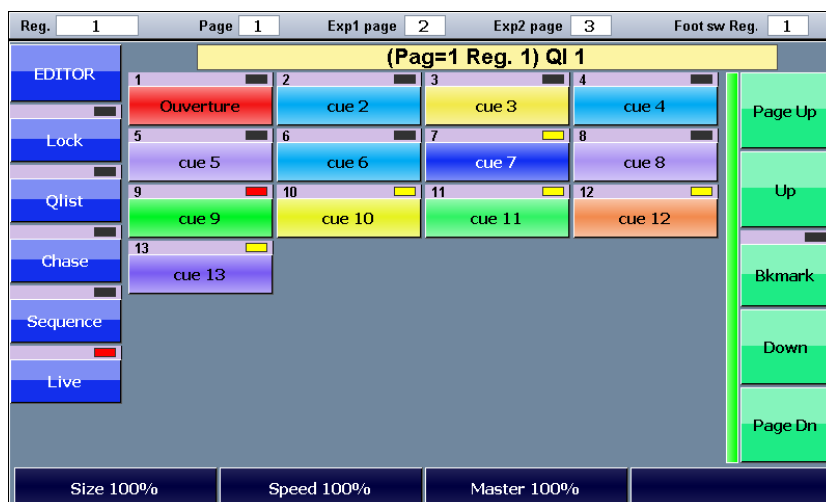 Reg. 1 Page 1 Exp1 page 2 Exp2 page 3 Foot sw Reg. 1
(Pag=1 Reg. 1) Ql 1
EDITOR
Lock
Qlist
Chase
Sequence
Live
1 2 3 4
Ouverture cue 2 cue 3 cue 4
5 6 7 8
cue 5 cue 6 cue 7 cue 8
9 10 11 12
cue 9 cue 10 cue 11 cue 12
13
cue 13
Page Up
Up
Bkmark
Down
Page Dn
Size 100% Speed 100% Master 100%